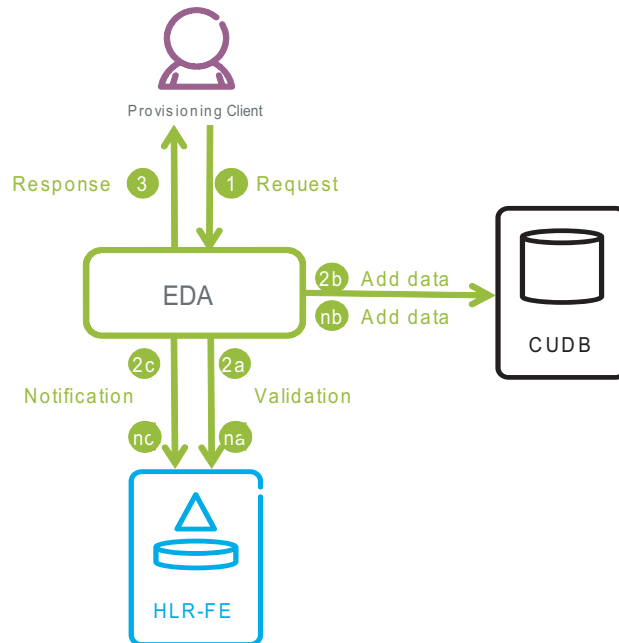 Provisioning Client
Response 3 1 Request
EDA
2b Add data
nb Add data
CUDB
2c 2a
Notification Validation
nc na
HLR-FE